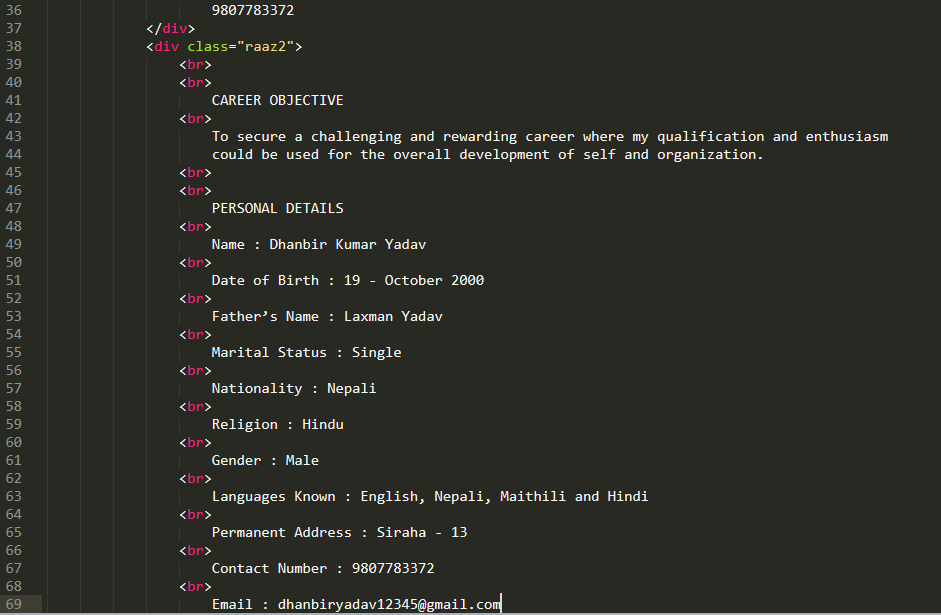 36 9807783372
37 </div>
38 <div class="raaz2">
39 <br>
40 <br>
41 CAREER OBJECTIVE
42 <br>
43 To secure a challenging and rewarding career where my qualification and enthusiasm
44 could be used for the overall development of self and organization.
45 <br>
46 <br>
47 PERSONAL DETAILS
48 <br>
49 Name : Dhanbir Kumar Yadav
50 <br>
51 Date of Birth : 19 - October 2000
52 <br>
53 Father’s Name : Laxman Yadav
54 <br>
55 Marital Status : Single
56 <br>
57 Nationality : Nepali
58 <br>
59 Religion : Hindu
60 <br>
61 Gender : Male
62 <br>
63 Languages Known : English, Nepali, Maithili and Hindi
64 <br>
65 Permanent Address : Siraha - 13
66 <br>
67 Contact Number : 9807783372
68 <br>
69 Email : dhanbiryadav12345@gmail.com